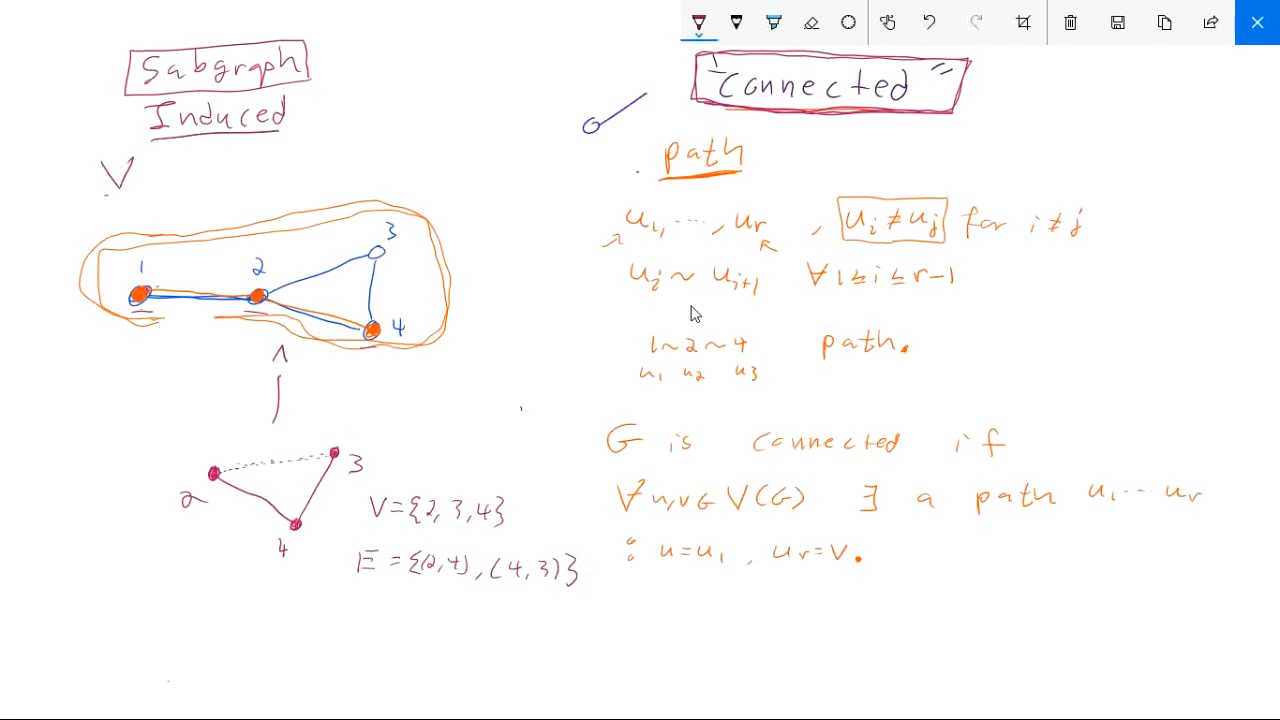 Sabgraph
Induced
V
1 2 3 4
2 3 4
V={2,3,4}
E={(2,4),(4,3)}
"Connected"
path
u₁, ..., uᵣ , uᵢ ≠ uⱼ for i ≠ j
uᵢ ~ uᵢ₊₁ ∀ 1 ≤ i ≤ r-1
1 ~ 2 ~ 4 path.
u₁ u₂ u₃
G is connected if
∀ u,v ∈ V(G) ∃ a path u₁ ... uᵣ
: u=u₁, uᵣ=v.